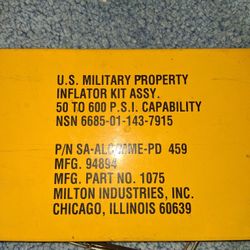 U.S. MILITARY PROPERTY
INFLATOR KIT ASSY.
50 TO 600 P.S.I. CAPABILITY
NSN 6685-01-143-7915
P/N SA-ALC/MME-PD 459
MFG. 94894
MFG. PART NO. 1075
MILTON INDUSTRIES, INC.
CHICAGO, ILLINOIS 60639